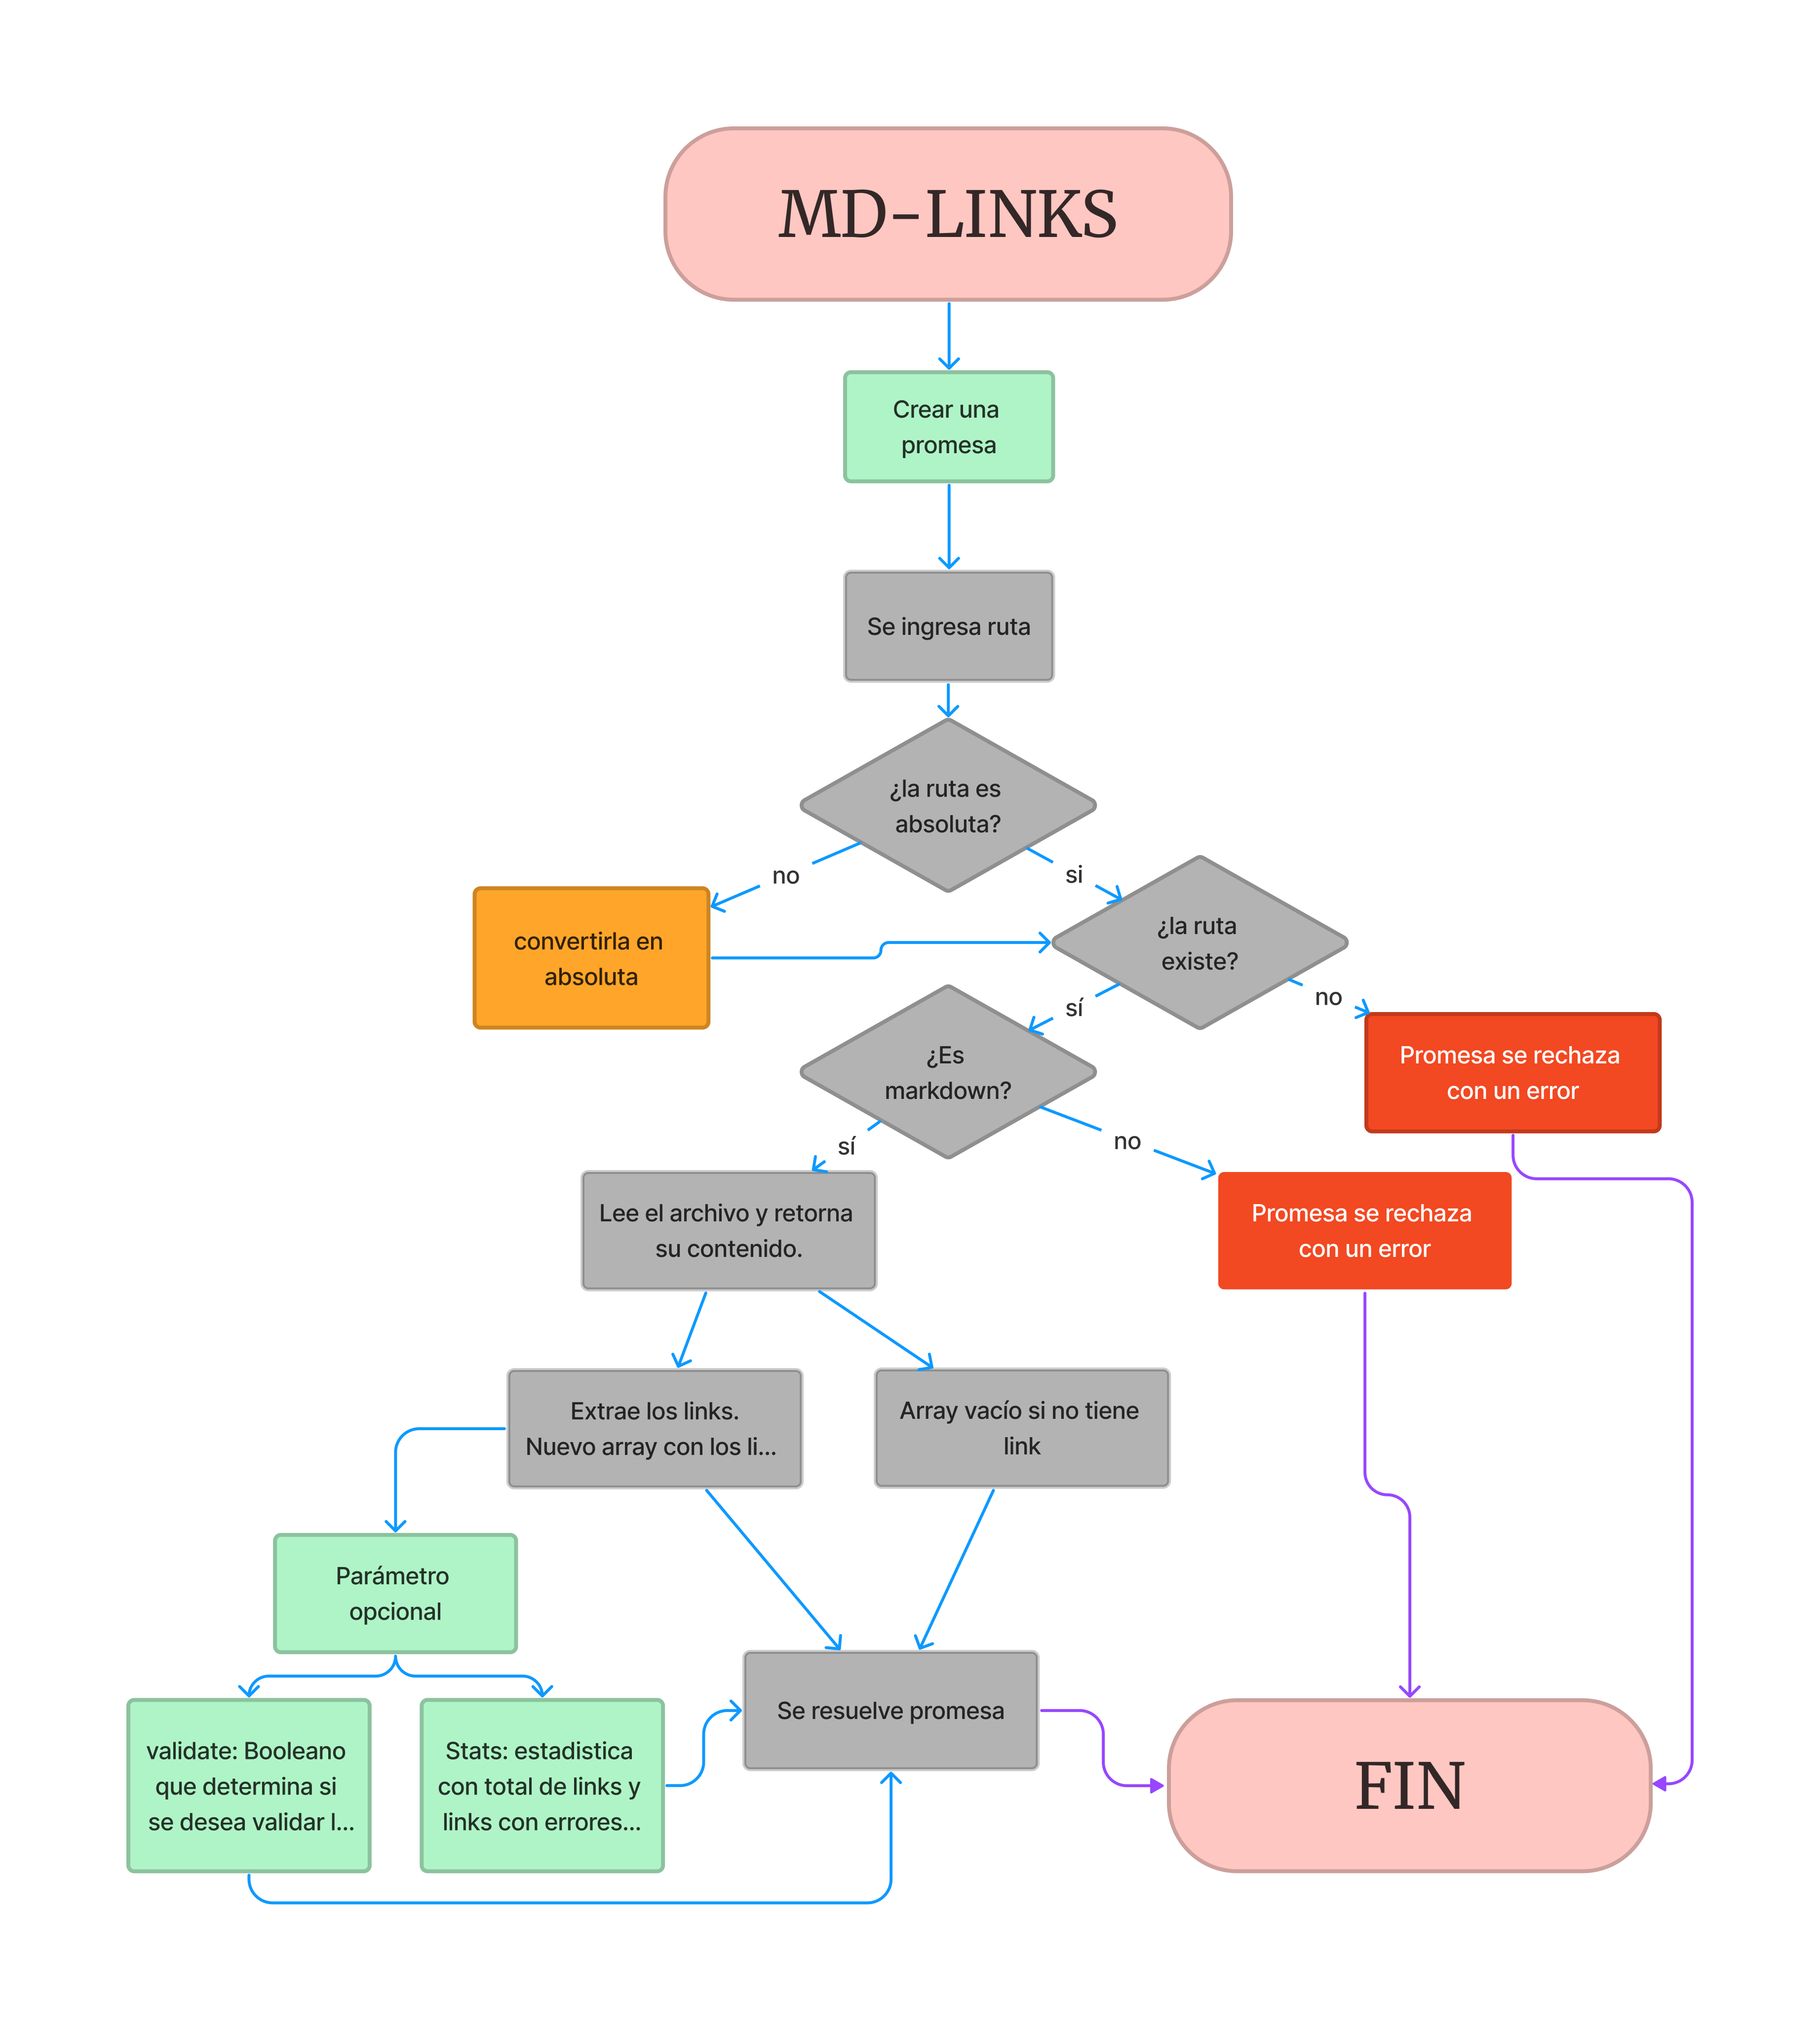 MD-LINKS
Crear una
promesa
Se ingresa ruta
¿la ruta es
absoluta?
no
si
convertirla en
absoluta
¿la ruta
existe?
sí
no
¿Es
markdown?
Promesa se rechaza
con un error
sí
no
Lee el archivo y retorna
su contenido.
Promesa se rechaza
con un error
Extrae los links.
Nuevo array con los li...
Array vacío si no tiene
link
Parámetro
opcional
Se resuelve promesa
validate: Booleano
que determina si
se desea validar l...
Stats: estadistica
con total de links y
links con errores...
FIN